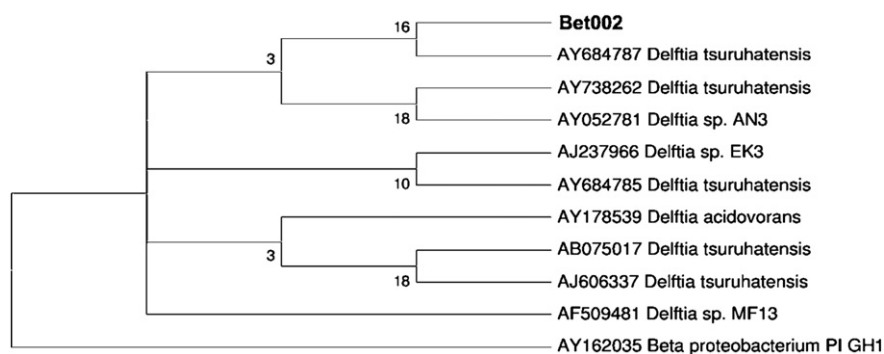 16
Bet002
AY684787 Delftia tsuruhatensis
3
AY738262 Delftia tsuruhatensis
18
AY052781 Delftia sp. AN3
AJ237966 Delftia sp. EK3
10
AY684785 Delftia tsuruhatensis
AY178539 Delftia acidovorans
3
AB075017 Delftia tsuruhatensis
18
AJ606337 Delftia tsuruhatensis
AF509481 Delftia sp. MF13
AY162035 Beta proteobacterium PI GH1